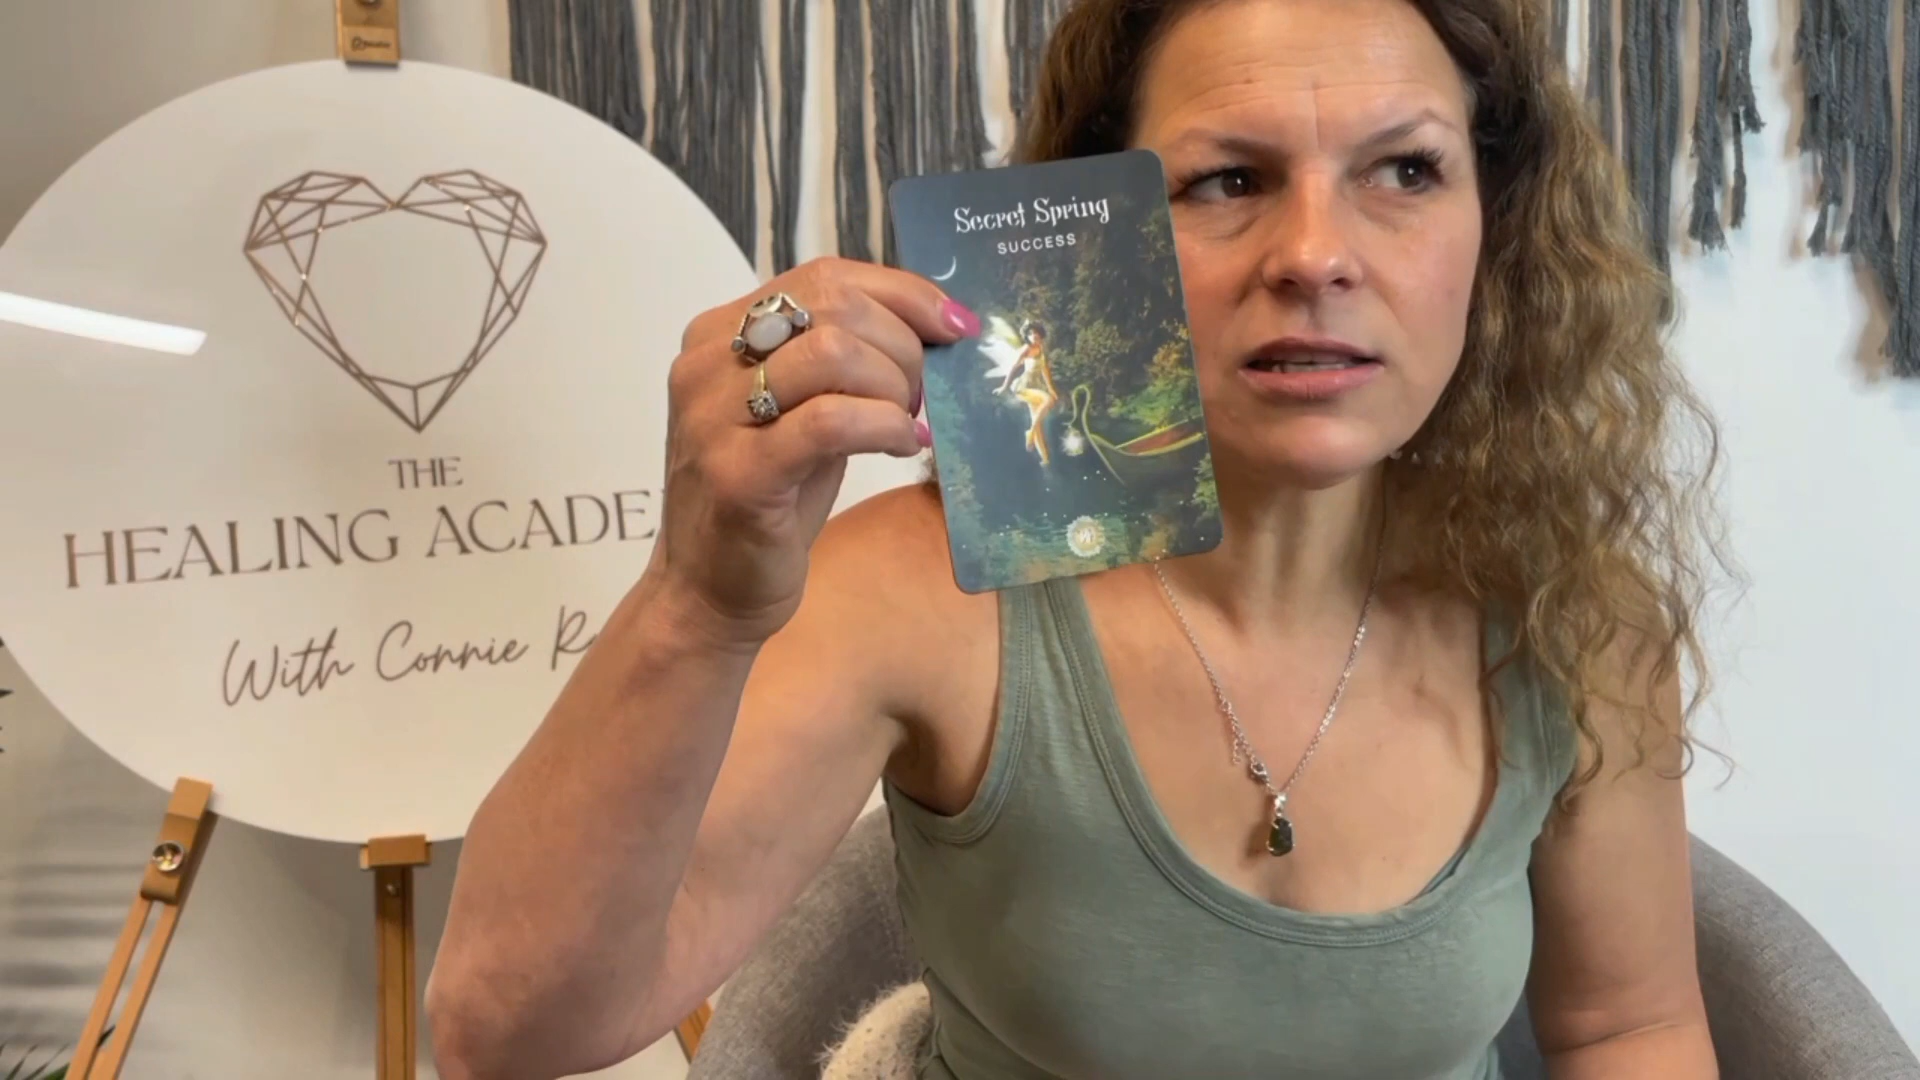 THE
HEALING ACADE
With Connie R
Secret Spring
SUCCESS